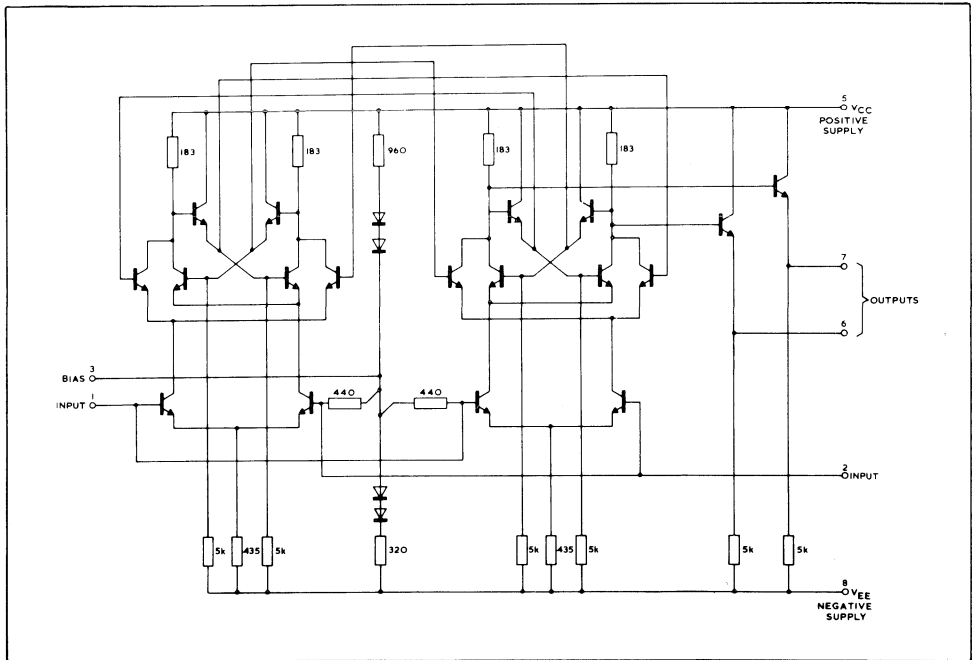 5
VCC
POSITIVE
SUPPLY
183
183
960
183
183
7
OUTPUTS
6
3
BIAS
1
INPUT
440
440
2
INPUT
5k
435
5k
320
5k
435
5k
5k
5k
8
VEE
NEGATIVE
SUPPLY